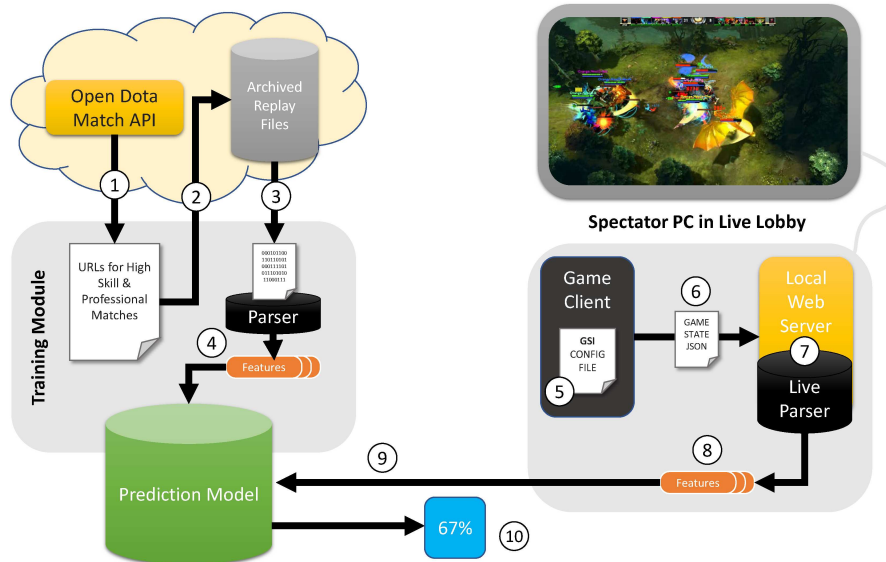 Open Dota
Match API
Archived
Replay
Files
1
2
3
Spectator PC in Live Lobby
Training Module
URLs for High
Skill &
Professional
Matches
000101100
110110101
000111101
011101010
11000111
Parser
4
Features
Game
Client
GSI
CONFIG
FILE
5
6
GAME
STATE
JSON
Local
Web
Server
7
Live
Parser
8
Features
9
Prediction Model
67%
10